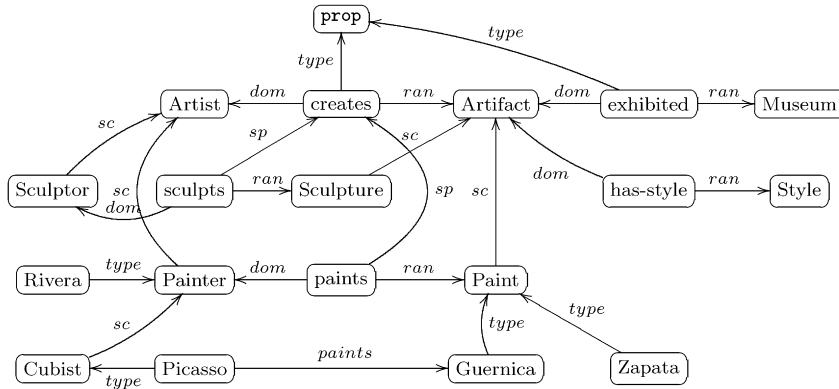 prop
type
type
Artist
dom
creates
ran
Artifact
dom
exhibited
ran
Museum
sc
sp
sc
Sculptor
sc
dom
sculpts
ran
Sculpture
sp
sc
dom
has-style
ran
Style
Rivera
type
Painter
dom
paints
ran
Paint
sc
type
type
Cubist
type
Picasso
paints
Guernica
Zapata